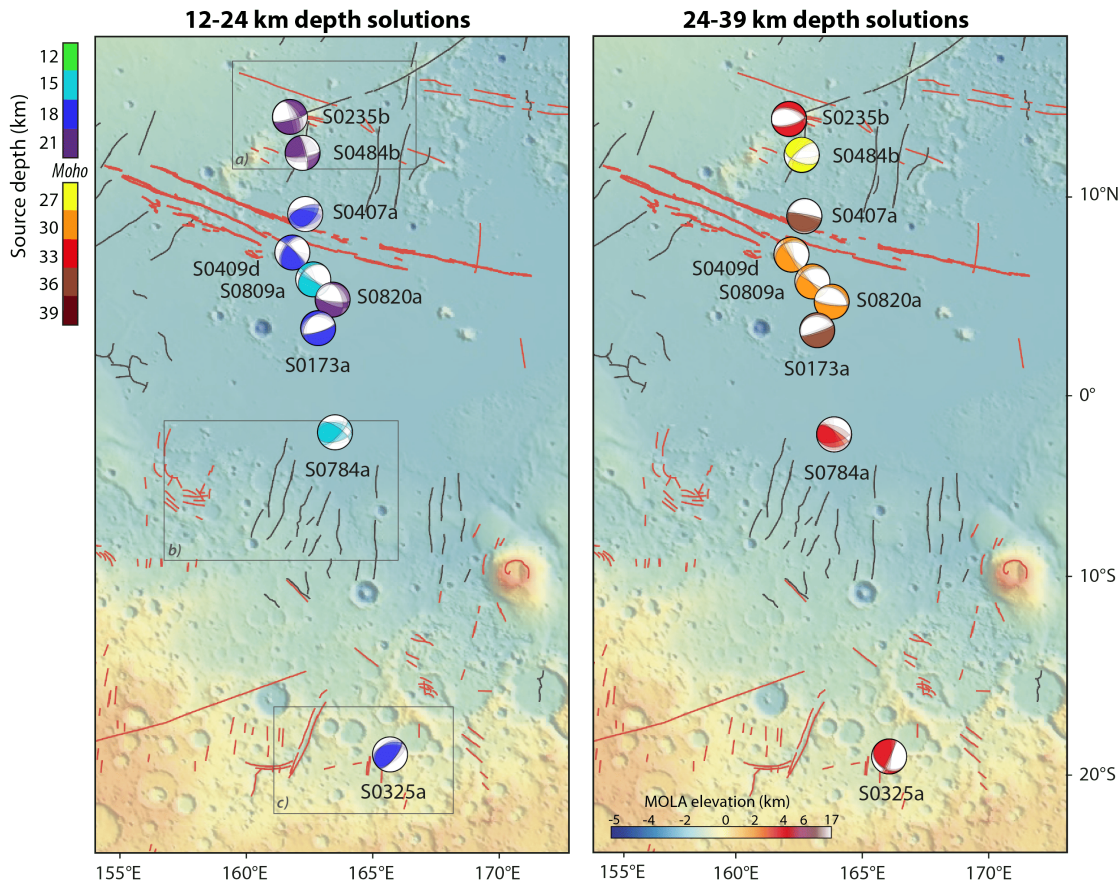 12-24 km depth solutions
24-39 km depth solutions
Source depth (km)
12
15
18
21
Moho
27
30
33
36
39
a)
S0235b
S0484b
S0407a
S0409d
S0809a
S0820a
S0173a
S0784a
b)
c)
S0325a
S0235b
S0484b
S0407a
S0409d
S0809a
S0820a
S0173a
S0784a
S0325a
MOLA elevation (km)
-5 -4 -2 0 2 4 6 17
10°N
0°
10°S
20°S
155°E 160°E 165°E 170°E
155°E 160°E 165°E 170°E